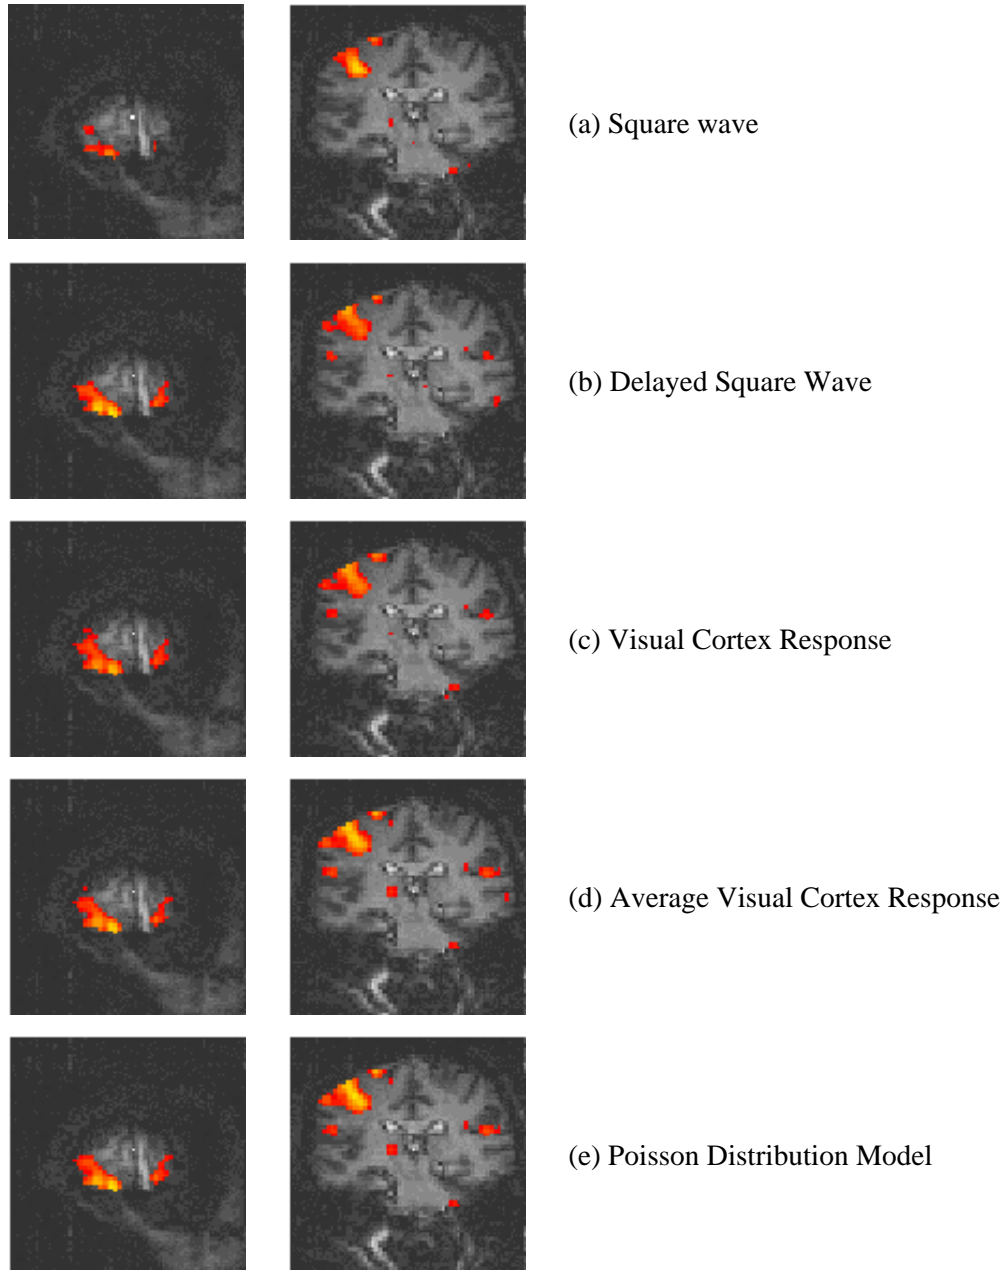 (a) Square wave
(b) Delayed Square Wave
(c) Visual Cortex Response
(d) Average Visual Cortex Response
(e) Poisson Distribution Model